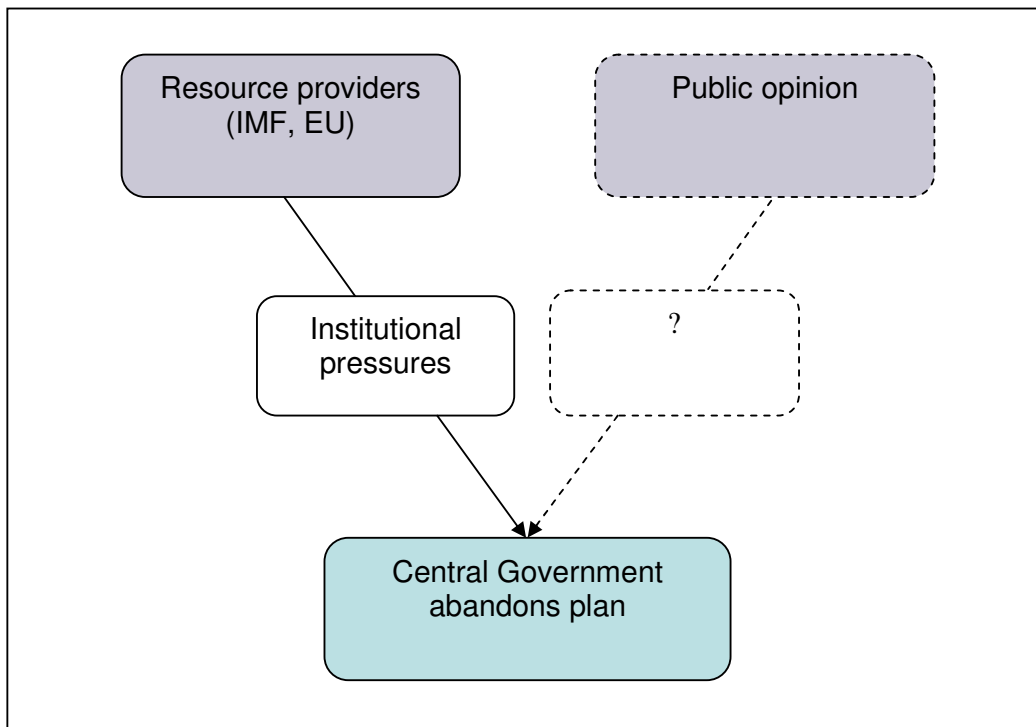 Resource providers
(IMF, EU)
Public opinion
Institutional
pressures
?
Central Government
abandons plan